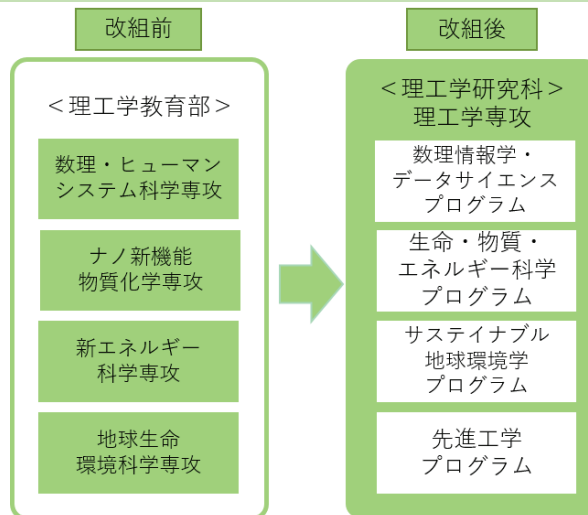 改組前
＜理工学教育部＞
数理・ヒューマン
システム科学専攻
ナノ新機能
物質化学専攻
新エネルギー
科学専攻
地球生命
環境科学専攻
改組後
＜理工学研究科＞
理工学専攻
数理情報学・
データサイエンス
プログラム
生命・物質・
エネルギー科学
プログラム
サステイナブル
地球環境学
プログラム
先進工学
プログラム